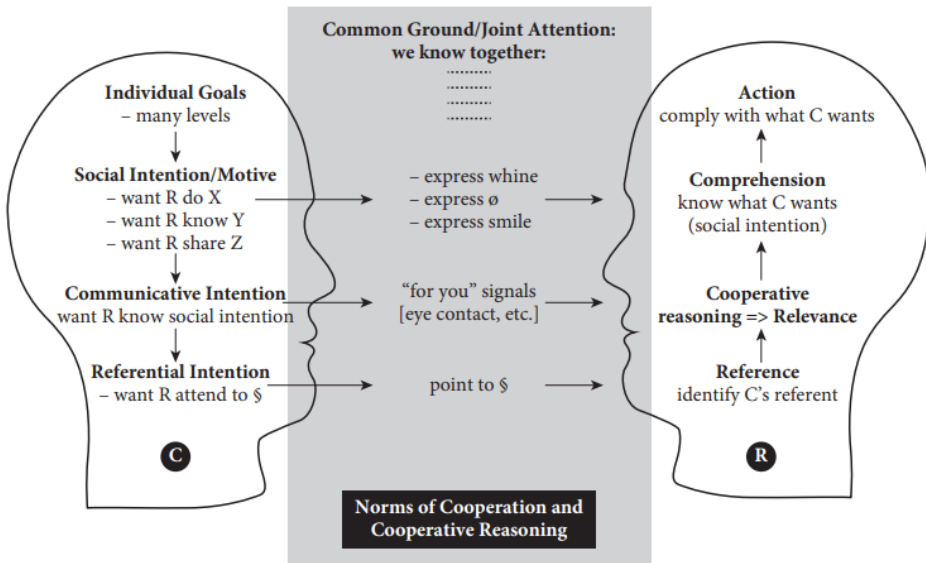 Common Ground/Joint Attention:
we know together:
Individual Goals
– many levels
Social Intention/Motive
– want R do X
– want R know Y
– want R share Z
Communicative Intention
want R know social intention
Referential Intention
– want R attend to §
C
– express whine
– express ø
– express smile
“for you” signals
[eye contact, etc.]
point to §
Norms of Cooperation and
Cooperative Reasoning
Action
comply with what C wants
Comprehension
know what C wants
(social intention)
Cooperative
reasoning => Relevance
Reference
identify C’s referent
R